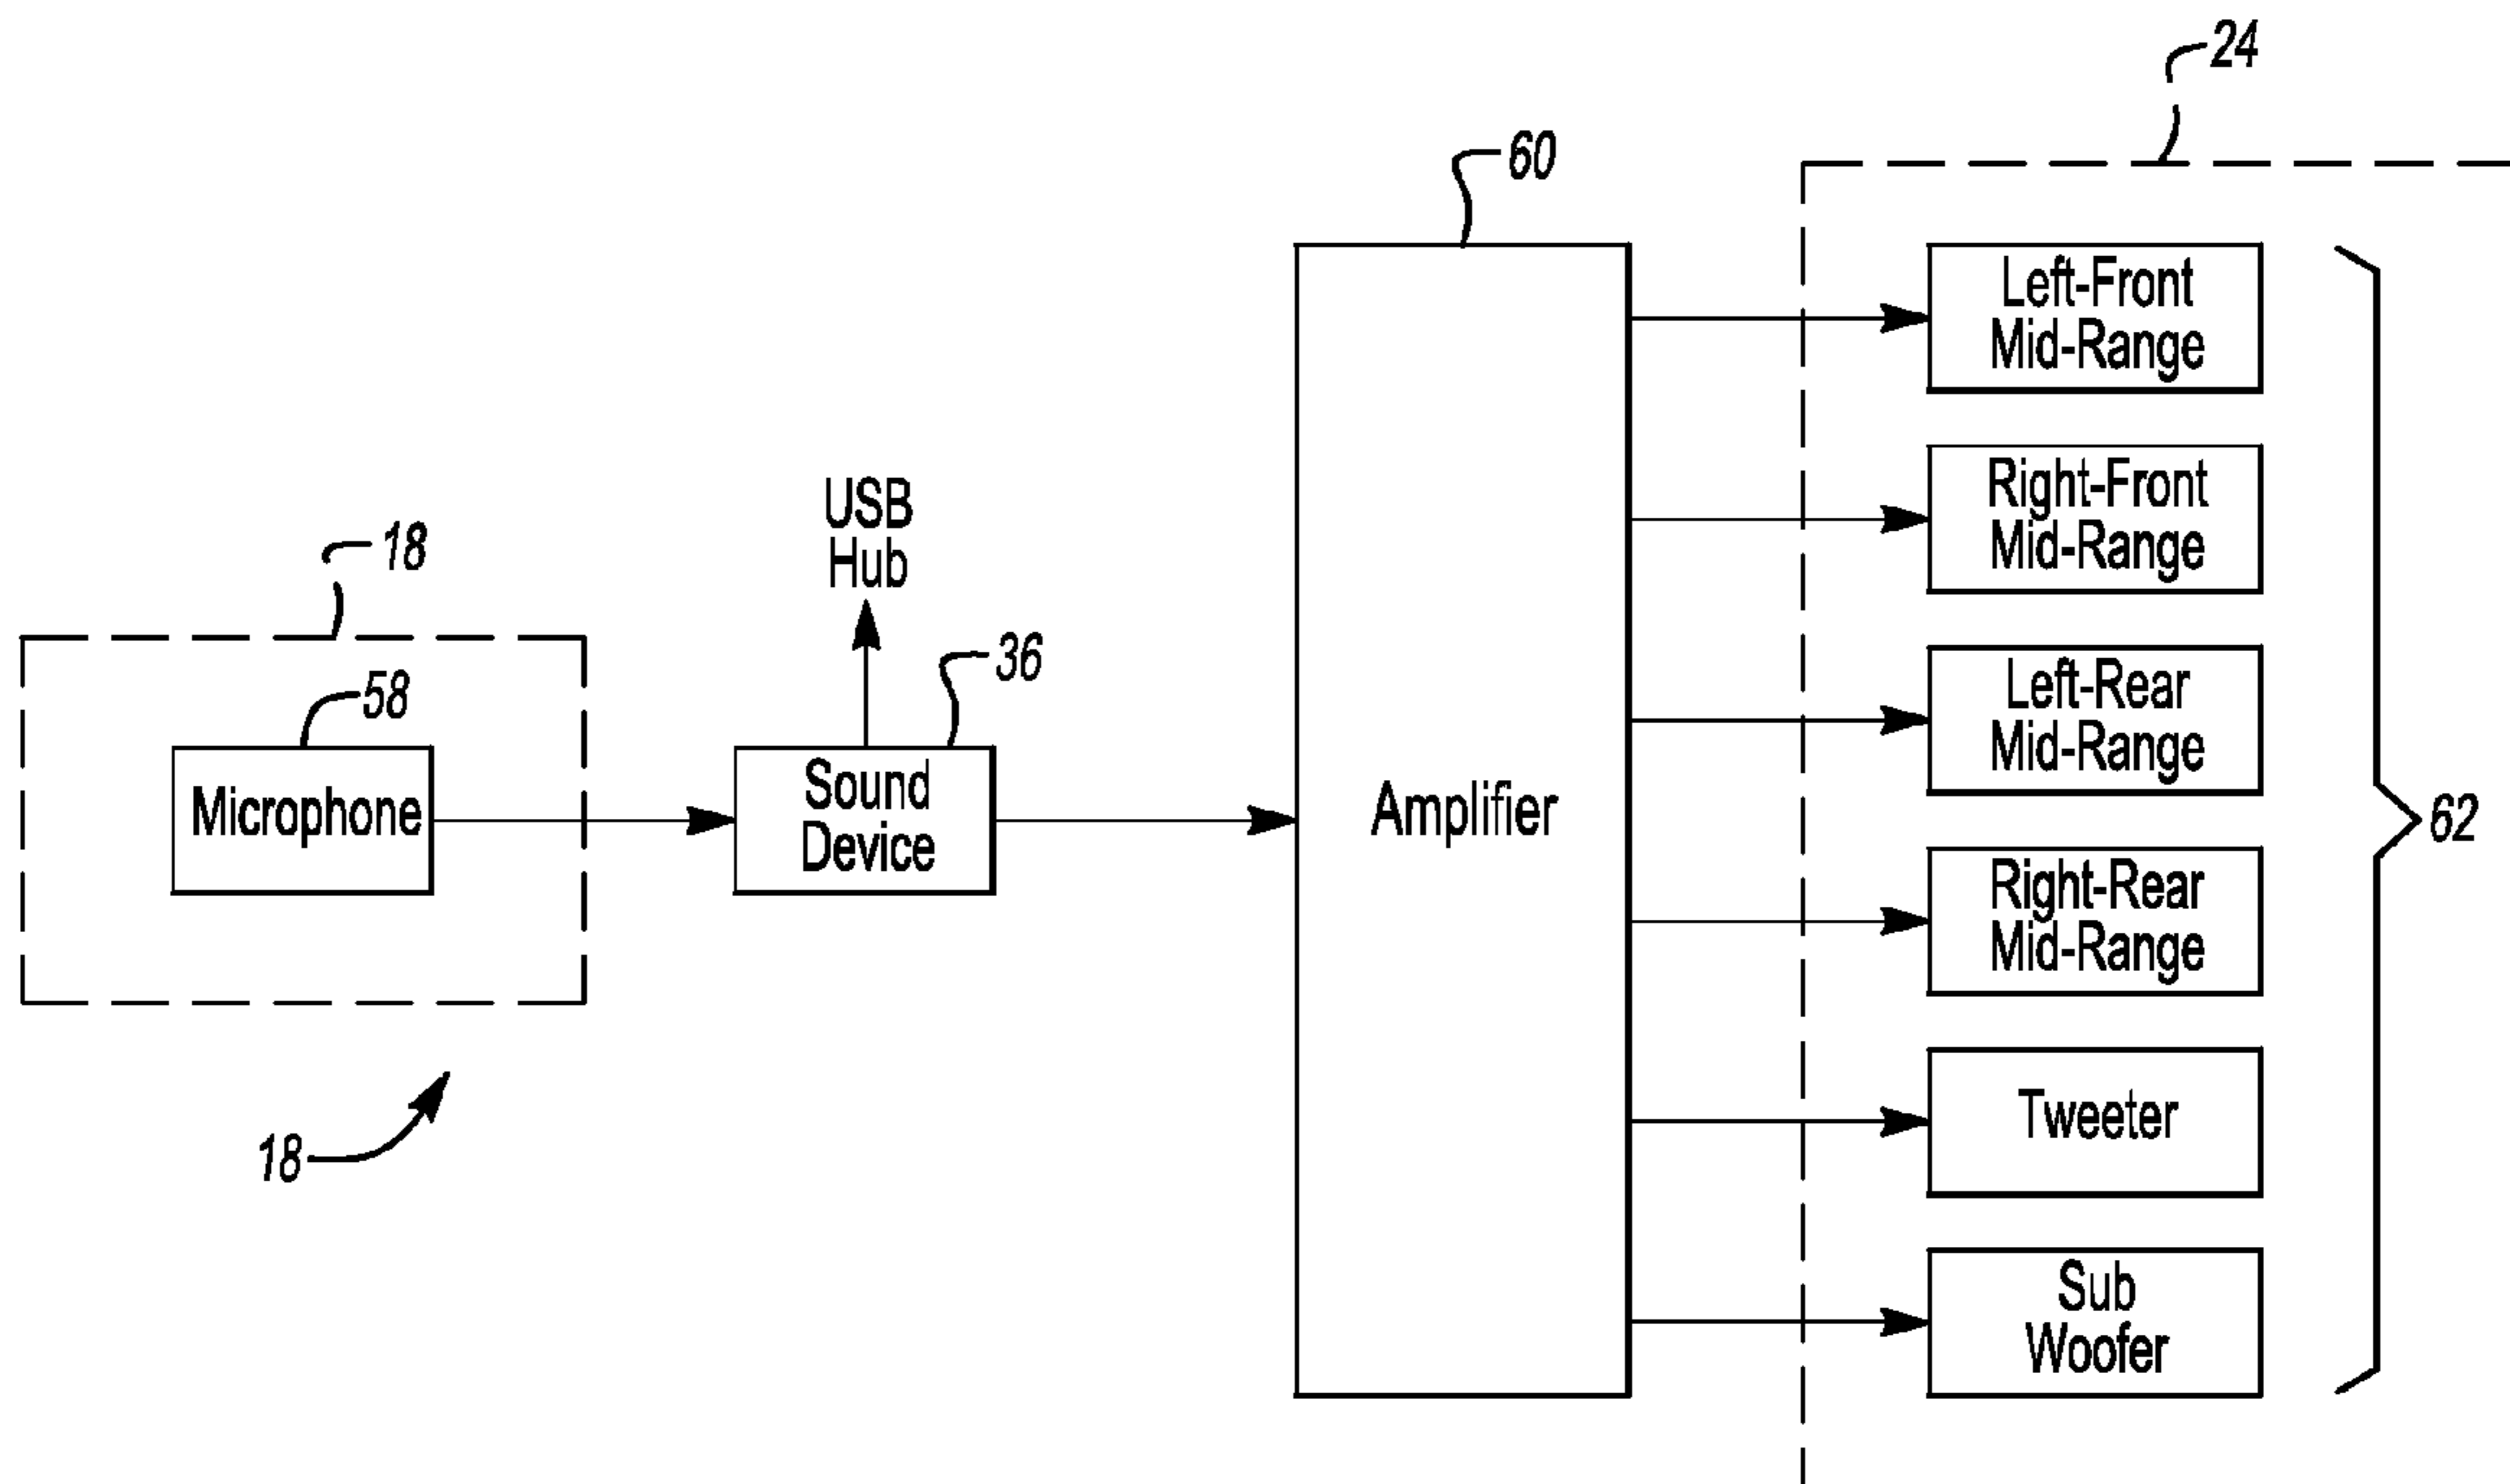 24
60
Left-Front
Mid-Range
Right-Front
Mid-Range
USB
Hub
18
36
58
Left-Rear
Mid-Range
Microphone
Sound
Device
Amplifier
62
Right-Rear
Mid-Range
18
Tweeter
Sub
Woofer